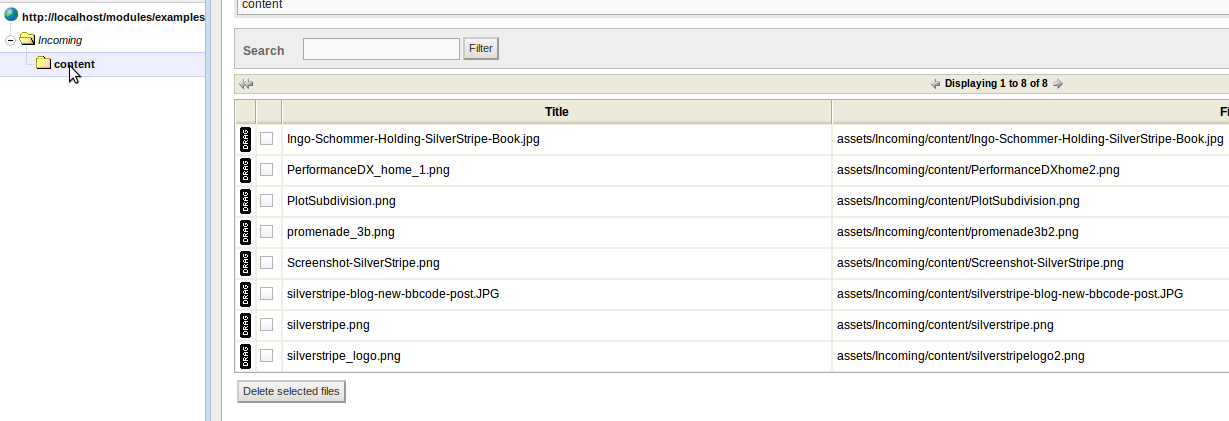 content
http://localhost/modules/examples
Incoming
content
Search Filter
Displaying 1 to 8 of 8
Title Fi
DRAG Ingo-Schommer-Holding-SilverStripe-Book.jpg assets/Incoming/content/Ingo-Schommer-Holding-SilverStripe-Book.jpg
DRAG PerformanceDX_home_1.png assets/Incoming/content/PerformanceDXhome2.png
DRAG PlotSubdivision.png assets/Incoming/content/PlotSubdivision.png
DRAG promenade_3b.png assets/Incoming/content/promenade3b2.png
DRAG Screenshot-SilverStripe.png assets/Incoming/content/Screenshot-SilverStripe.png
DRAG silverstripe-blog-new-bbcode-post.JPG assets/Incoming/content/silverstripe-blog-new-bbcode-post.JPG
DRAG silverstripe.png assets/Incoming/content/silverstripe.png
DRAG silverstripe_logo.png assets/Incoming/content/silverstripelogo2.png
Delete selected files